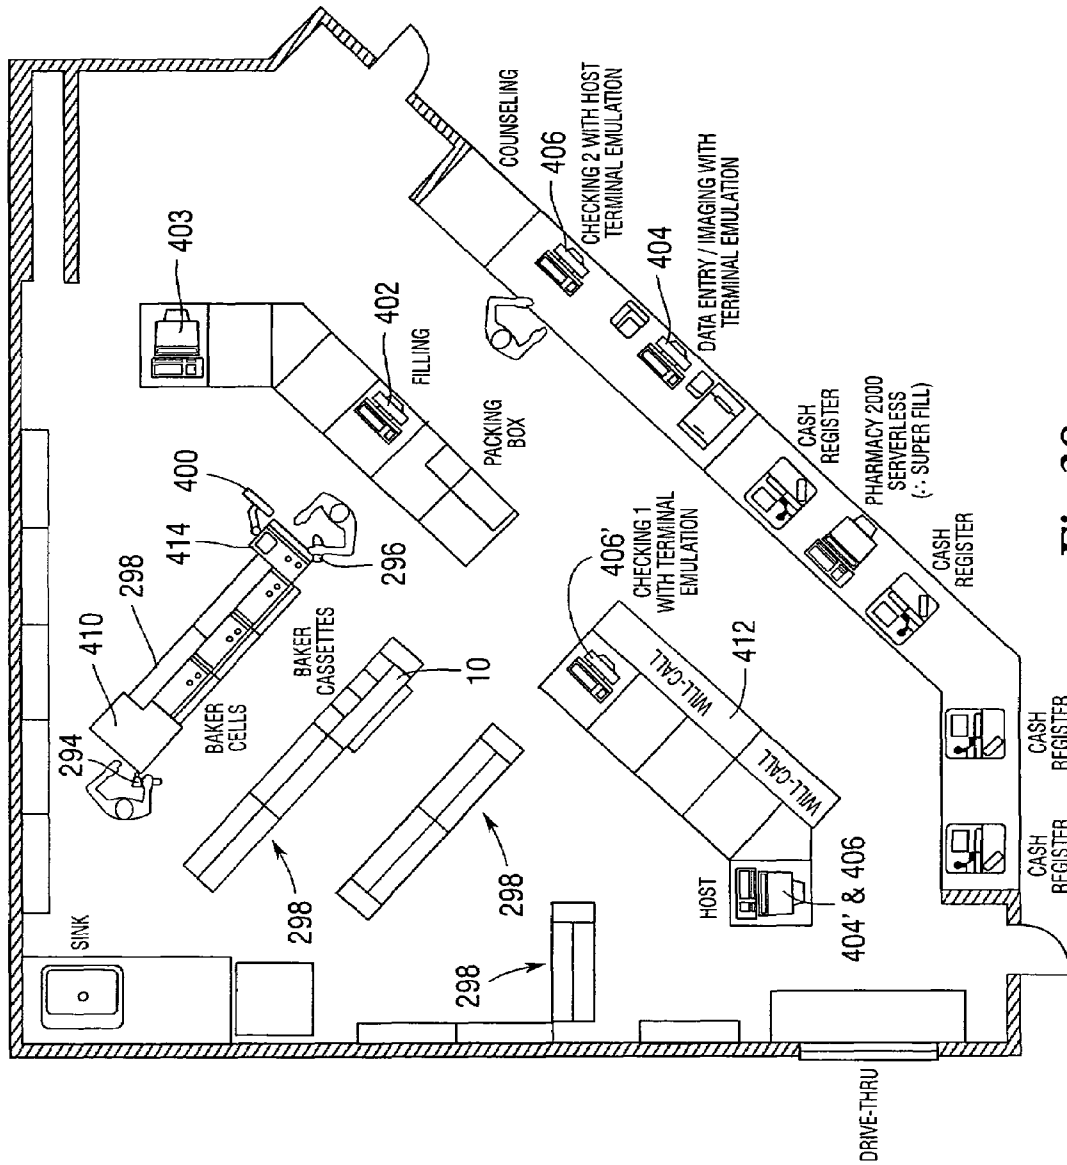 COUNSELING
406
CHECKING 2 WITH HOST
TERMINAL EMULATION
404
DATA ENTRY / IMAGING WITH
TERMINAL EMULATION
CASH
REGISTER
PHARMACY 2000
SERVERLESS
(∴ SUPER FILL)
CASH
REGISTER
CASH
REGISTER
CASH
REGISTER
403
402
FILLING
PACKING
BOX
400
414
298
410
294
296
BAKER
CELLS
BAKER
CASSETTES
10
298
298
298
406'
CHECKING 1
WITH TERMINAL
EMULATION
WILL-CALL
412
WILL-CALL
HOST
404' & 406
SINK
DRIVE-THRU